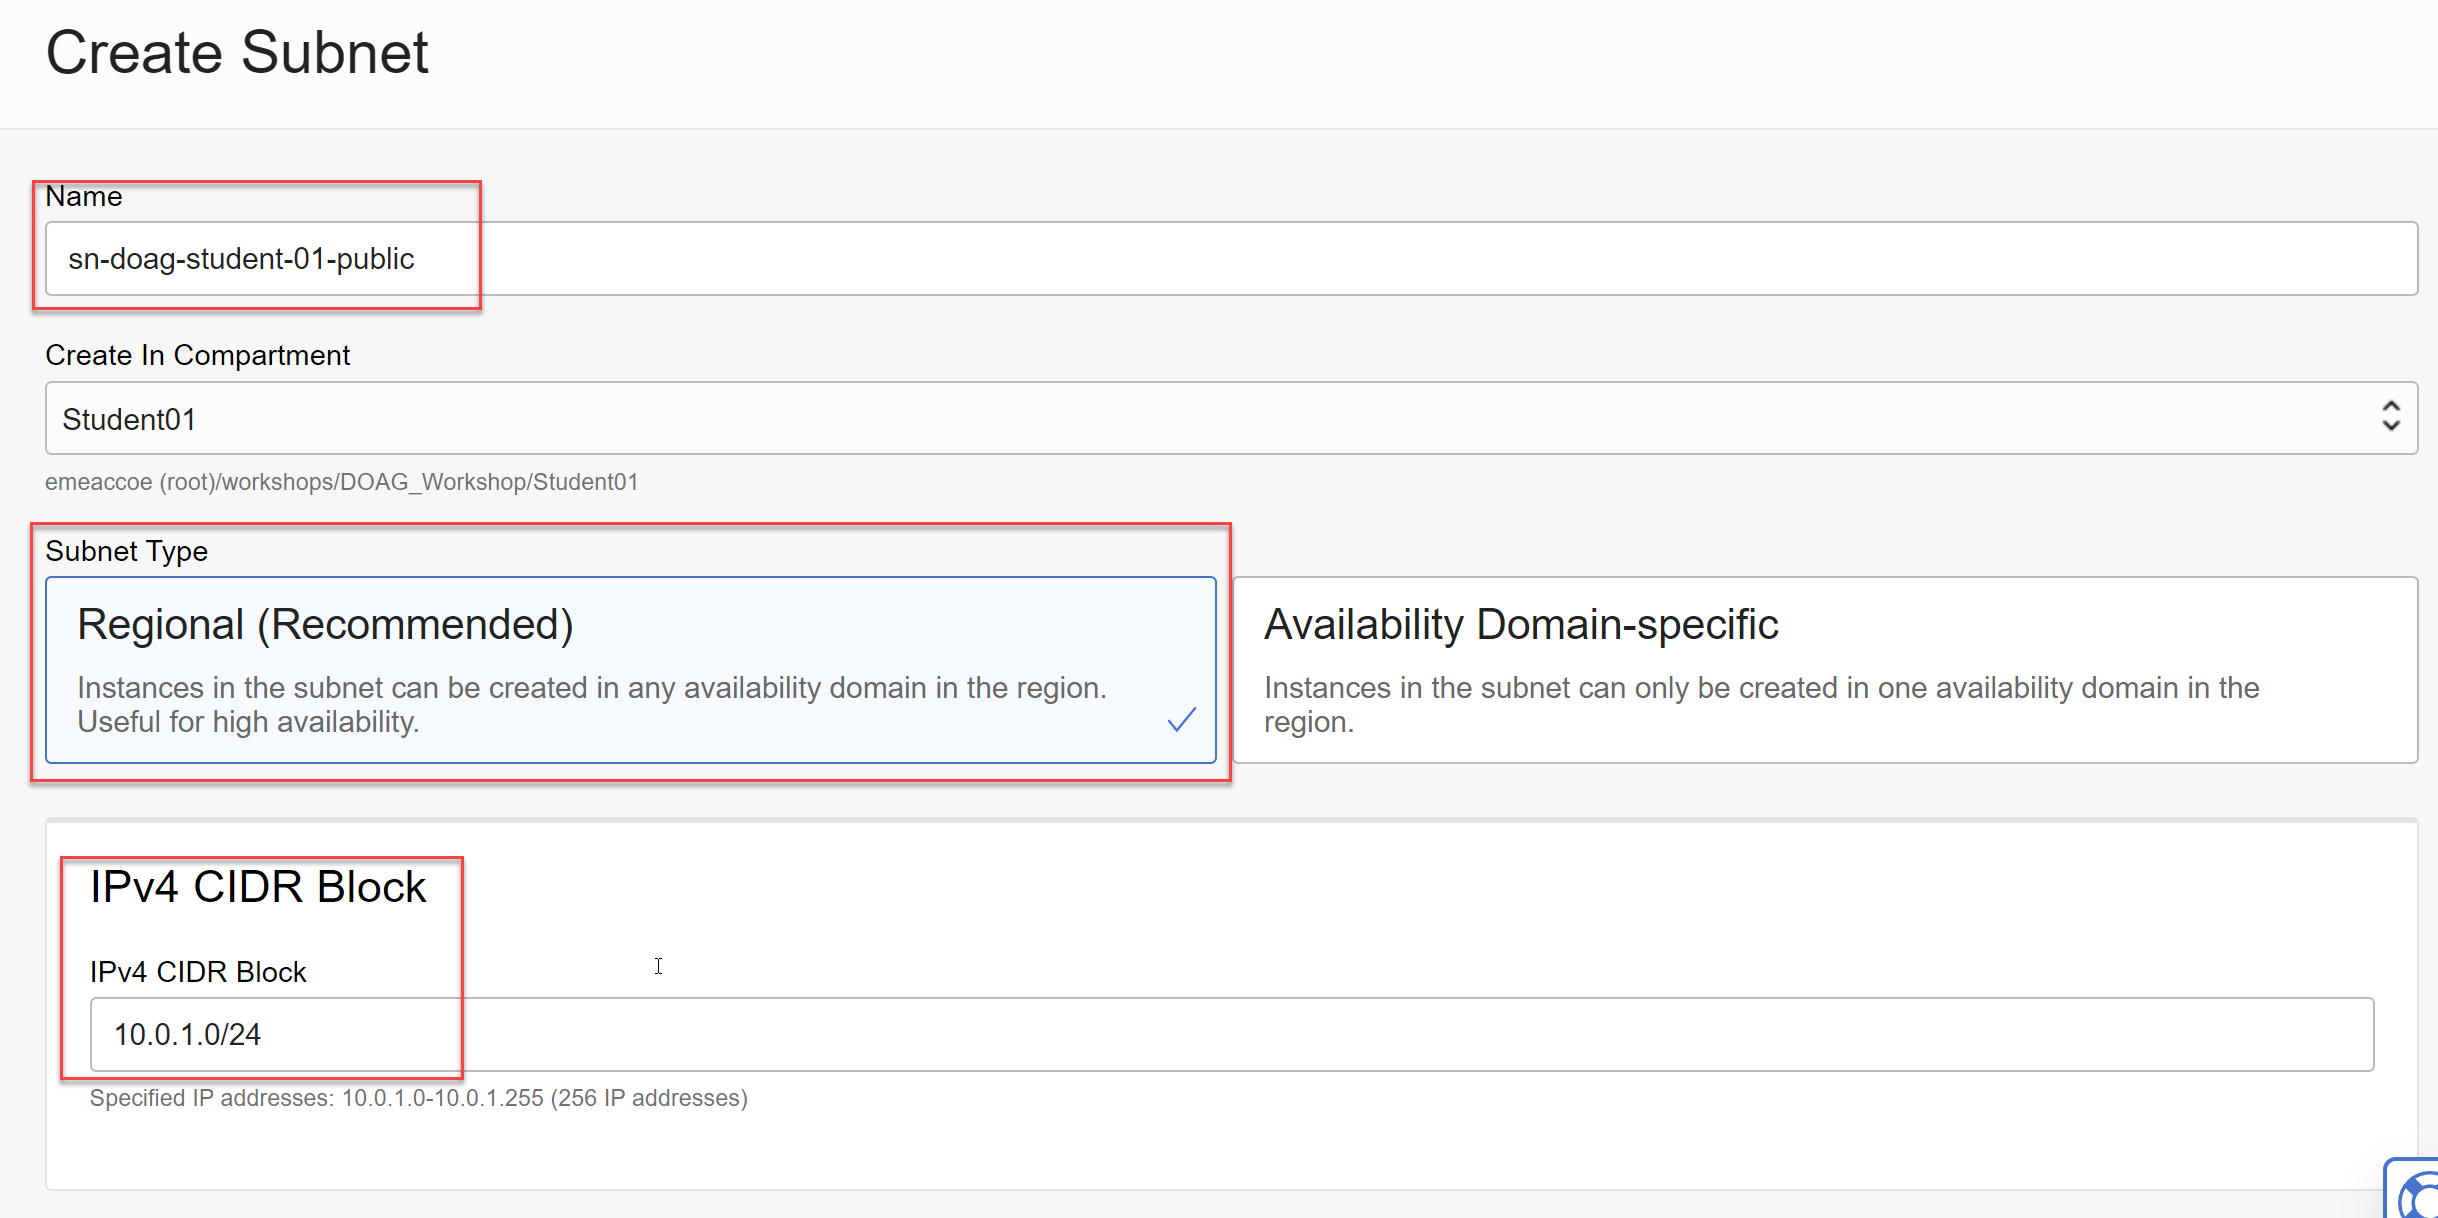 Create Subnet
Name
sn-doag-student-01-public
Create In Compartment
Student01
emeaccoe (root)/workshops/DOAG_Workshop/Student01
Subnet Type
Regional (Recommended)
Instances in the subnet can be created in any availability domain in the region.
Useful for high availability.
Availability Domain-specific
Instances in the subnet can only be created in one availability domain in the
region.
IPv4 CIDR Block
IPv4 CIDR Block
10.0.1.0/24
Specified IP addresses: 10.0.1.0-10.0.1.255 (256 IP addresses)